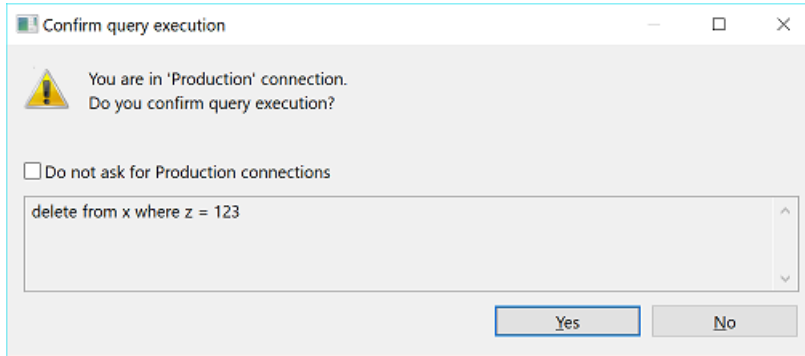 Confirm query execution
You are in 'Production' connection.
Do you confirm query execution?
Do not ask for Production connections
delete from x where z = 123
Yes
No